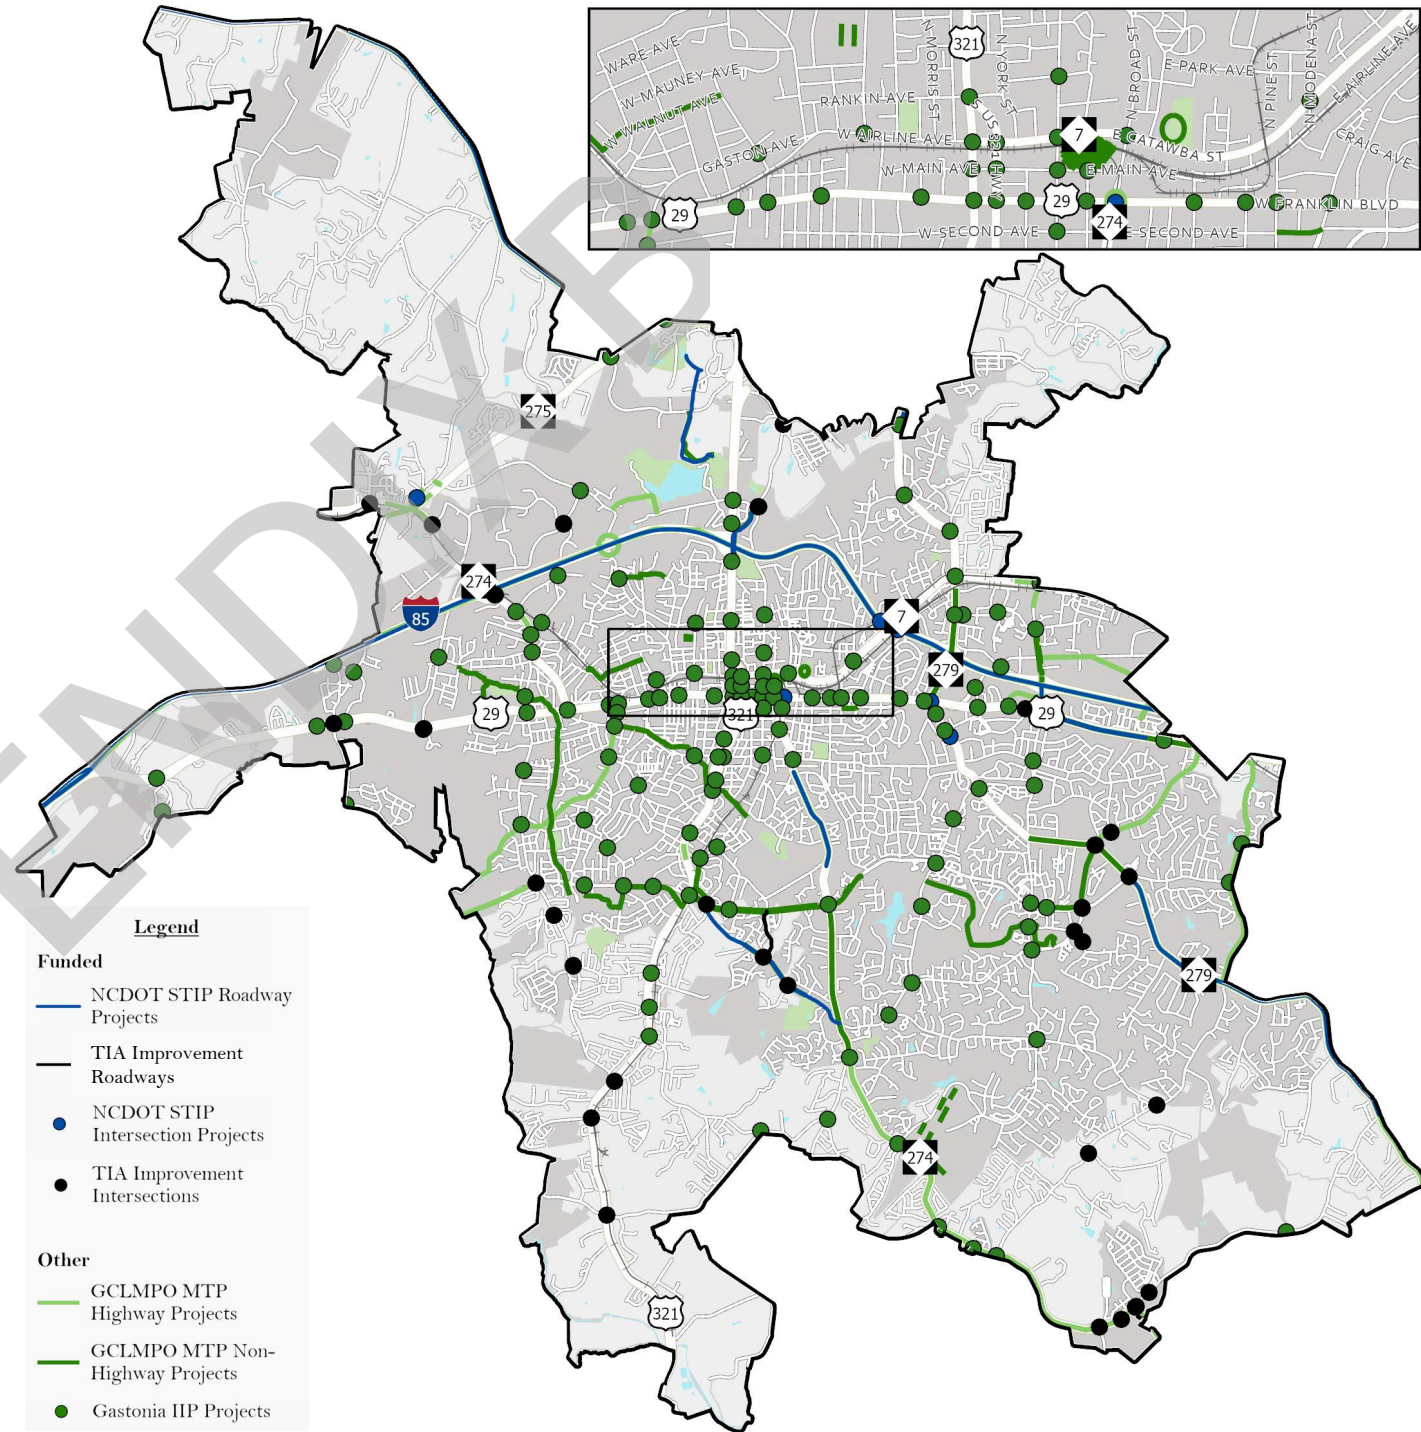 WARE AVE
W MAUNEY AVE
W WALNUT AVE
GASTON AVE
RANKIN AVE
W AIRLINE AVE
W MAIN AVE
N MORRIS ST
321
N YORK ST
S US 321 HWY
N BROAD ST
E PARK AVE
N PINE ST
N MODENA ST
E AIRLINE AVE
CRAIG AVE
7
E CATAWBA ST
E MAIN AVE
29
29
274
W FRANKLIN BLVD
W SECOND AVE
E SECOND AVE
275
274
85
7
279
29
321
29
279
274
321
ENDIX B
Legend
Funded
NCDOT STIP Roadway
Projects
TIA Improvement
Roadways
NCDOT STIP
Intersection Projects
TIA Improvement
Intersections
Other
GCLMPO MTP
Highway Projects
GCLMPO MTP Non-
Highway Projects
Gastonia IIP Projects